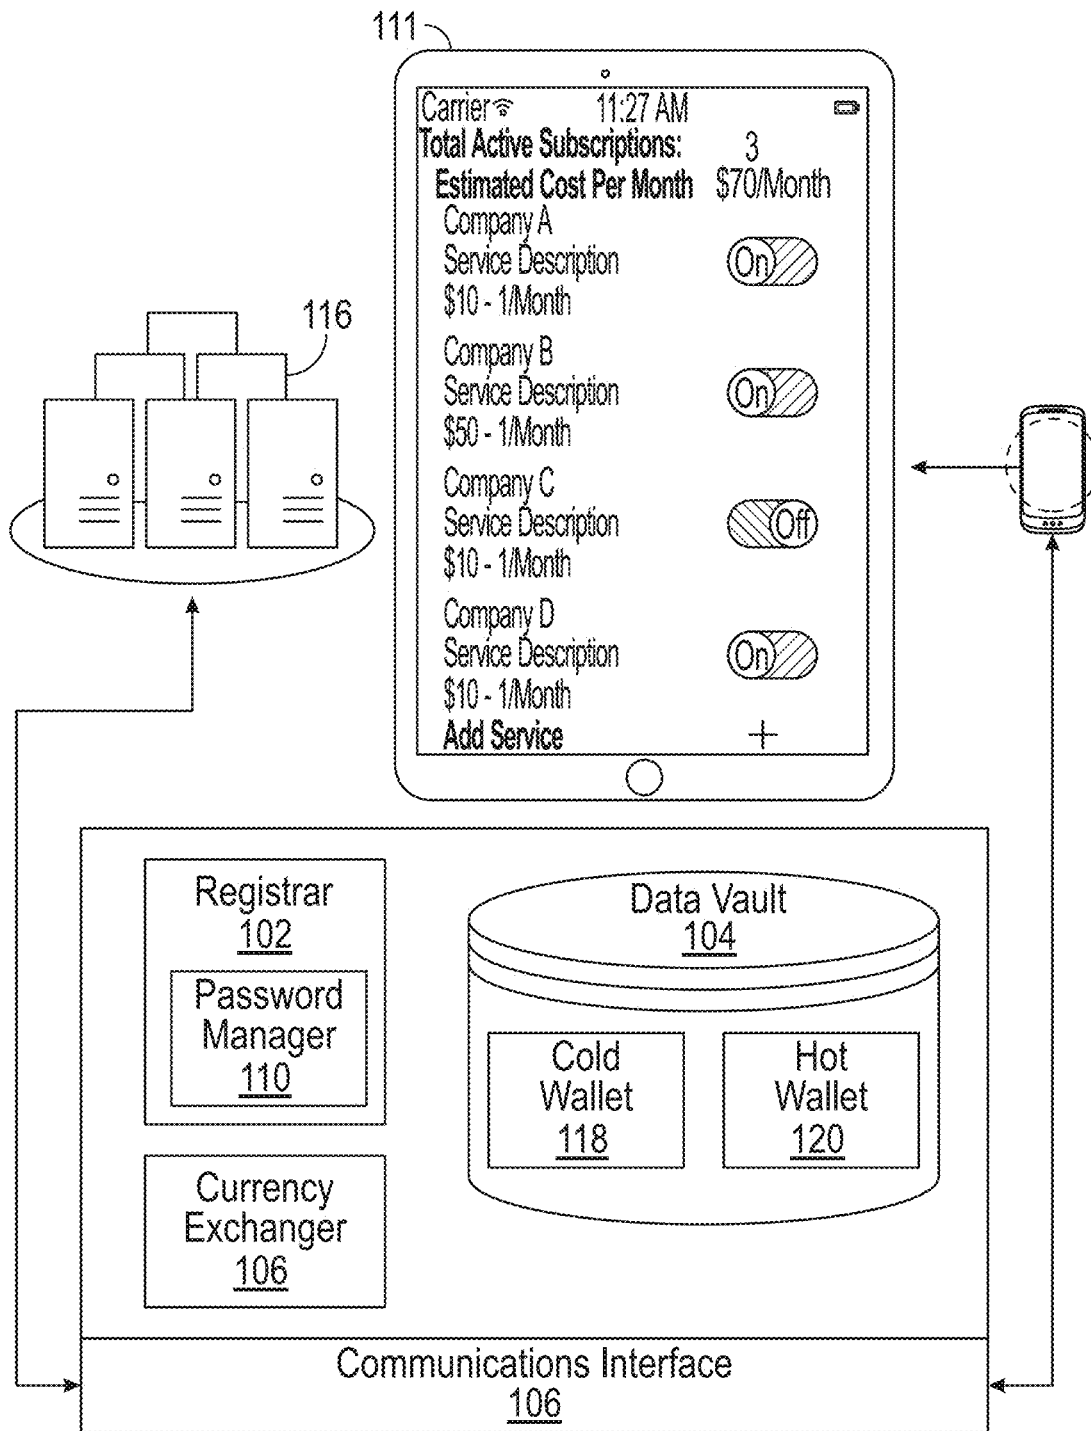 111
Carrier 11:27 AM
Total Active Subscriptions: 3
Estimated Cost Per Month $70/Month
Company A
Service Description
On
$10 - 1/Month
116
Company B
Service Description
On
$50 - 1/Month
Company C
Service Description
Off
$10 - 1/Month
Company D
Service Description
On
$10 - 1/Month
Add Service +
Registrar
102
Password
Manager
110
Data Vault
104
Cold
Wallet
118
Hot
Wallet
120
Currency
Exchanger
106
Communications Interface
106